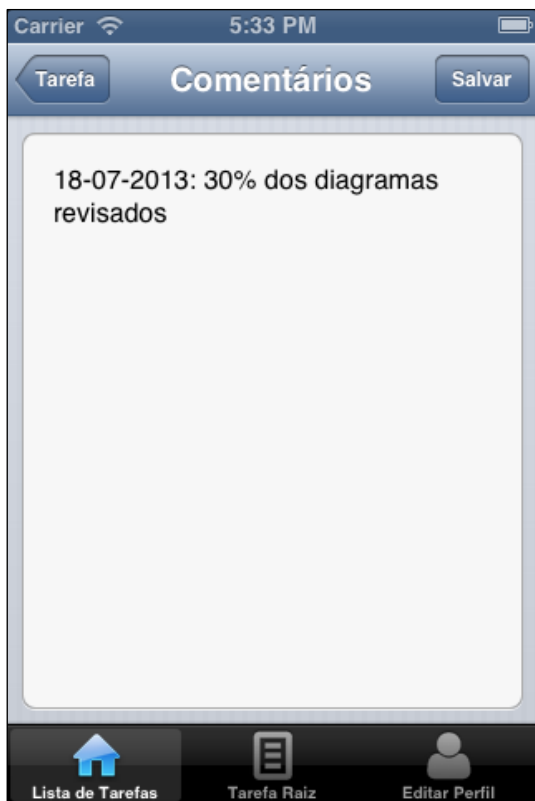 Carrier 5:33 PM
Tarefa Comentários Salvar
18-07-2013: 30% dos diagramas
revisados
Lista de Tarefas Tarefa Raiz Editar Perfil